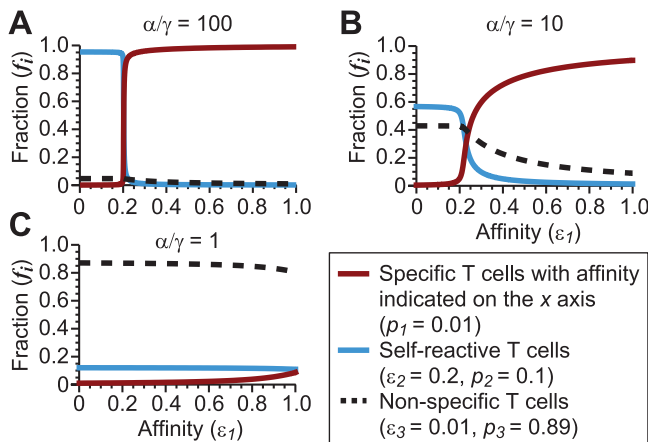 A
α/γ = 100
Fraction (fi)
1.0
0.8
0.6
0.4
0.2
0
0 0.2 0.4 0.6 0.8 1.0
B
α/γ = 10
Fraction (fi)
1.0
0.8
0.6
0.4
0.2
0
0 0.2 0.4 0.6 0.8 1.0
Affinity (ε1)
C
α/γ = 1
Fraction (fi)
1.0
0.8
0.6
0.4
0.2
0
0 0.2 0.4 0.6 0.8 1.0
Affinity (ε1)
Specific T cells with affinity
indicated on the x axis
(p1 = 0.01)
Self-reactive T cells
(ε2 = 0.2, p2 = 0.1)
Non-specific T cells
(ε3 = 0.01, p3 = 0.89)